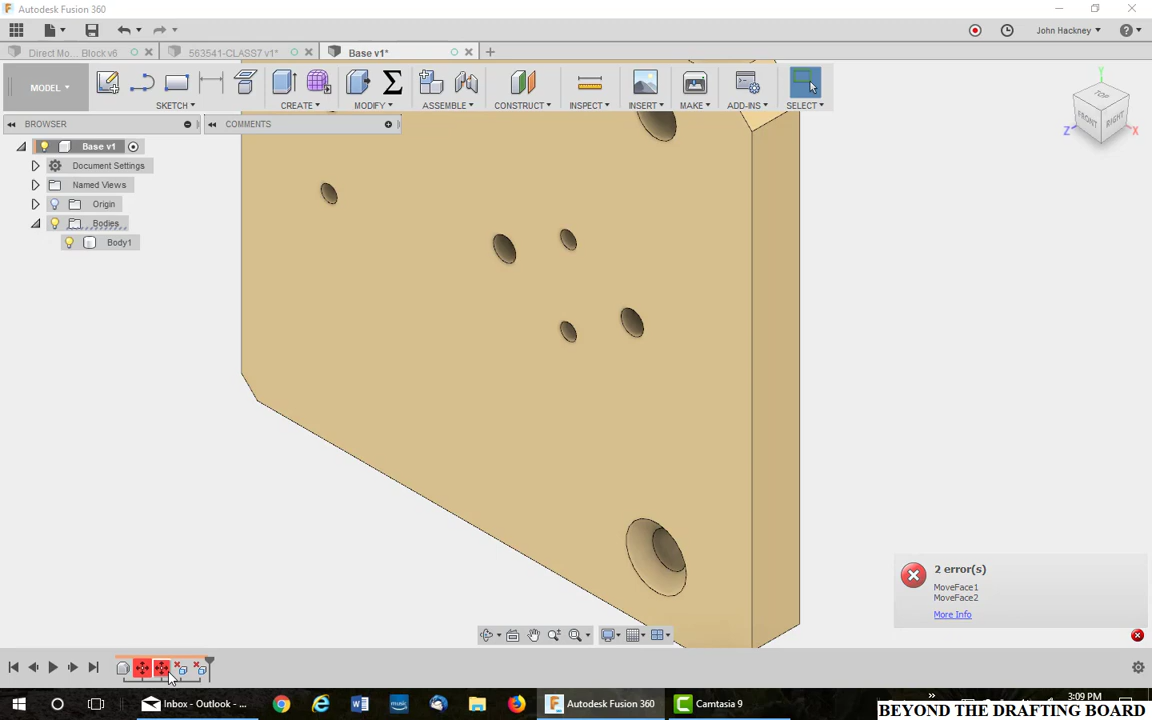 Autodesk Fusion 360
John Hackney
Direct Mo... Block v6
563541-CLASS7 v1*
Base v1*
MODEL
SKETCH
CREATE
MODIFY
ASSEMBLE
CONSTRUCT
INSPECT
INSERT
MAKE
ADD-INS
SELECT
BROWSER
COMMENTS
Base v1
Document Settings
Named Views
Origin
Bodies
Body1
TOP
FRONT
RIGHT
X
Y
Z
2 error(s)
MoveFace1
MoveFace2
More Info
Inbox - Outlook - ...
Autodesk Fusion 360
Camtasia 9
3:09 PM
BEYOND THE DRAFTING BOARD